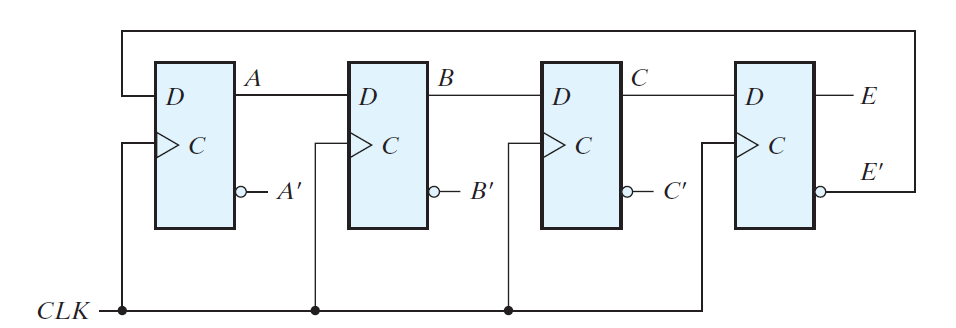 A B C
D D D D E
C C C C
E′
A′ B′ C′
CLK